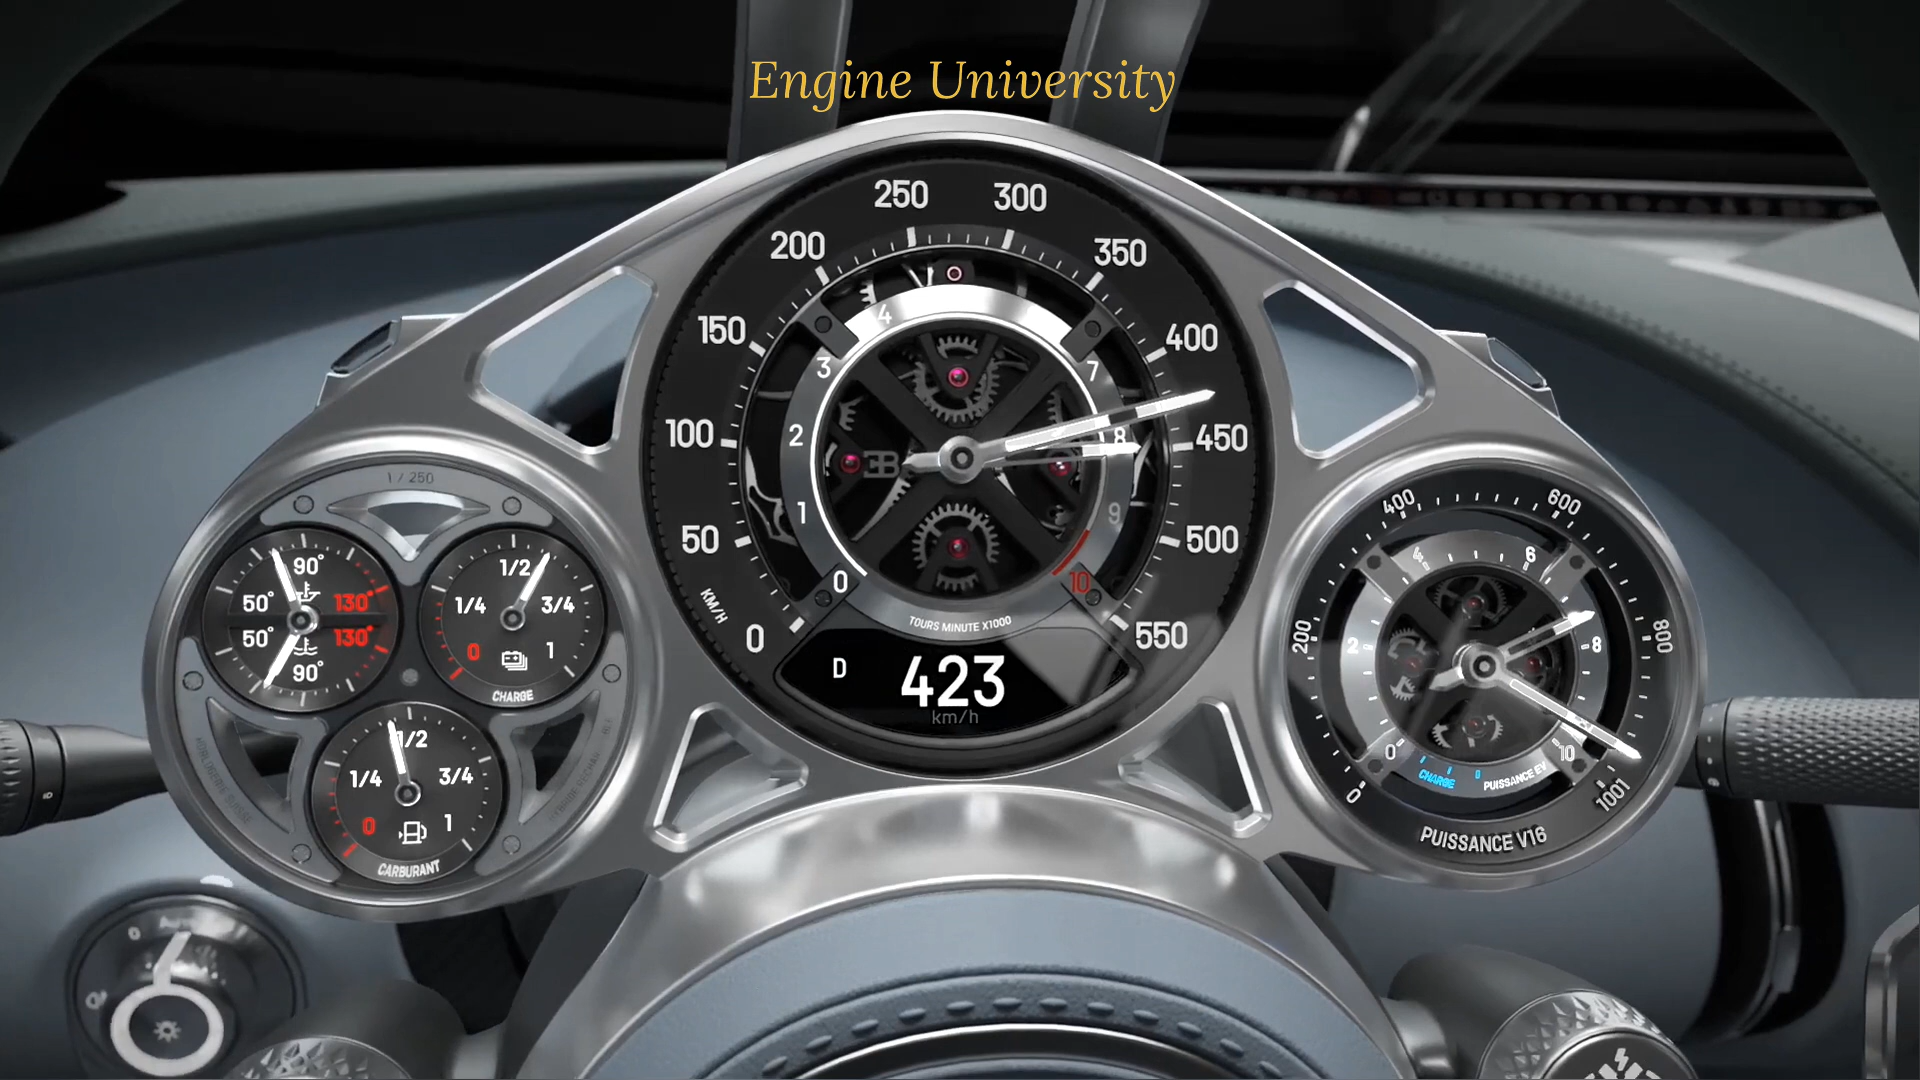 Engine University
250 300
200 350
150 400
100 450
50 500
0 550
KM/H
4
3 7
2 8
1 9
0 10
TOURS MINUTE X1000
D 423
km/h
1 / 250
90°
50° 130°
50° 130°
90°
1/2
1/4 3/4
0 1
CHARGE
1/2
1/4 3/4
0 1
CARBURANT
400 600
200 800
0 1001
6
2 8
0 10
CHARGE 0 PUISSANCE EV
PUISSANCE V16
0